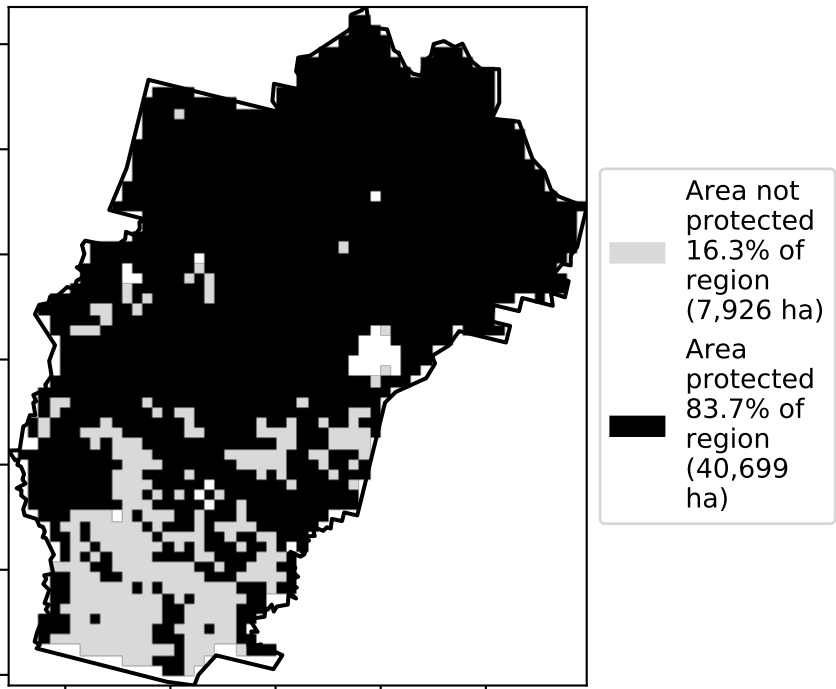 Area not
protected
16.3% of
region
(7,926 ha)
Area
protected
83.7% of
region
(40,699
ha)